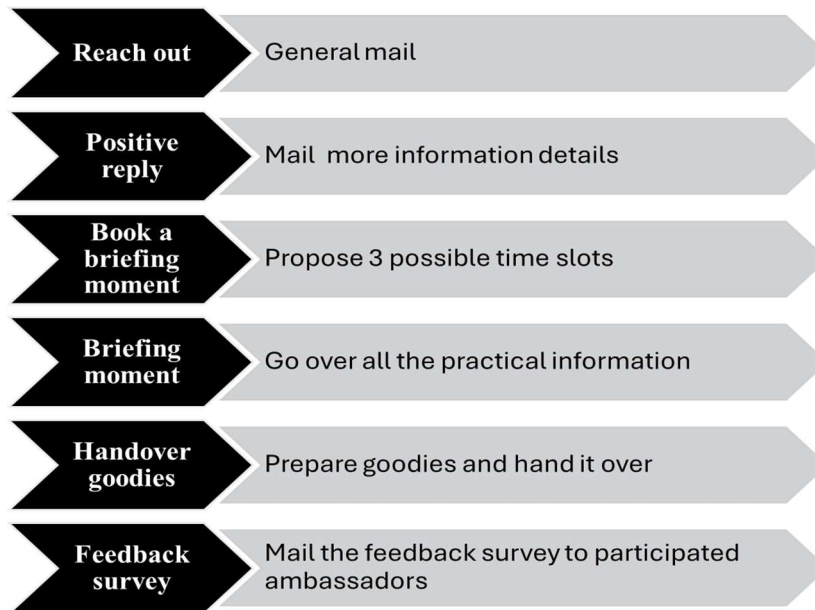 Reach out
General mail
Positive
reply
Mail more information details
Book a
briefing
moment
Propose 3 possible time slots
Briefing
moment
Go over all the practical information
Handover
goodies
Prepare goodies and hand it over
Feedback
survey
Mail the feedback survey to participated
ambassadors